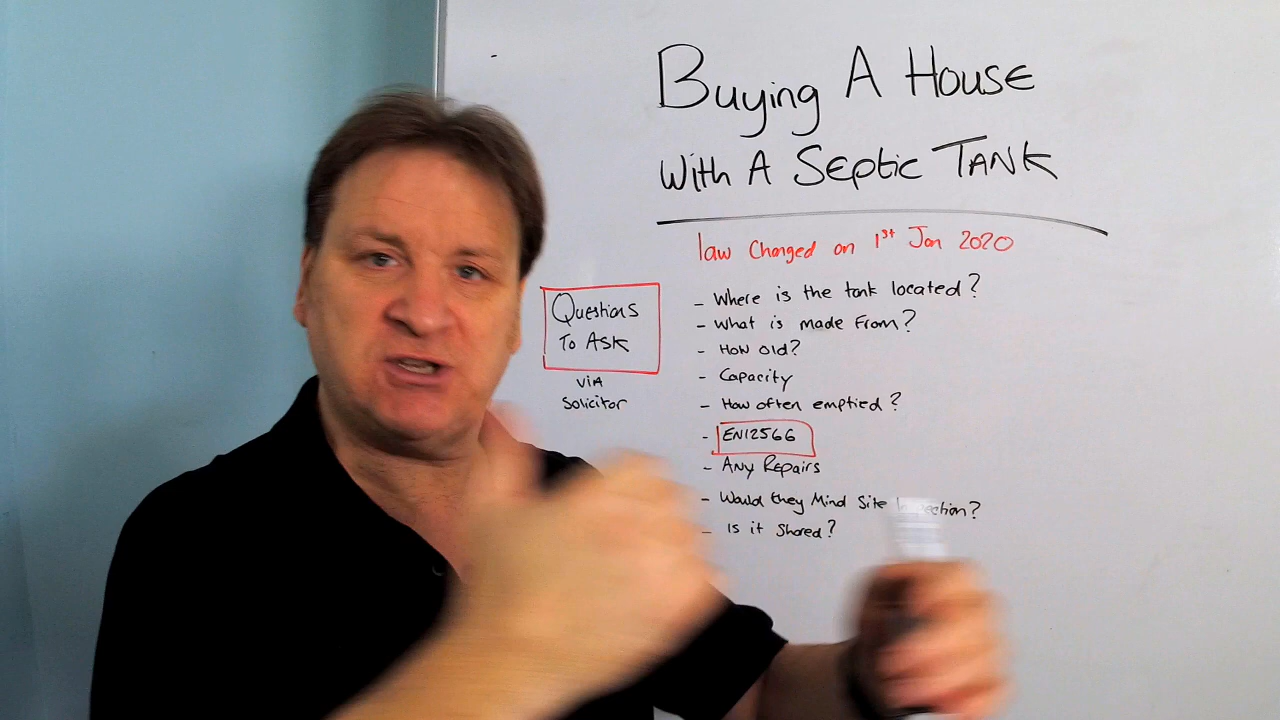 Buying A House
With A Septic Tank
law Changed on 1st Jan 2020
Questions
To Ask
via
Solicitor
- Where is the tank located?
- What is made from?
- How old?
- Capacity
- How often emptied?
- EN12566
- Any Repairs
- Would they Mind Site
- Is it Shared?